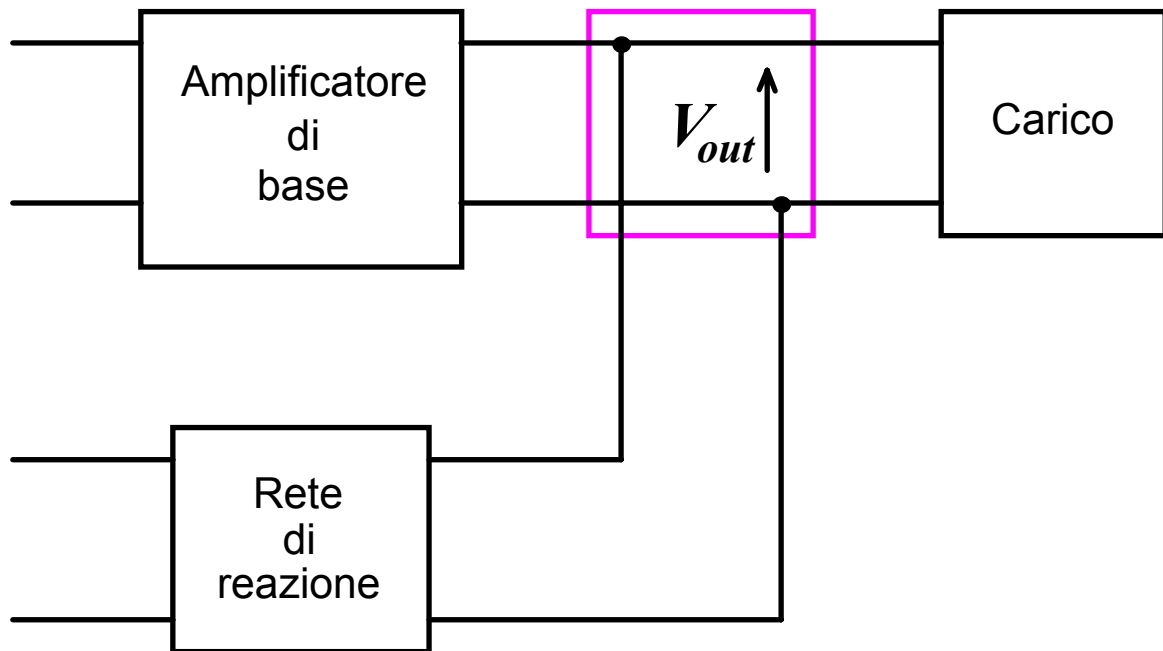 Amplificatore
di
base
V_out
Carico
Rete
di
reazione